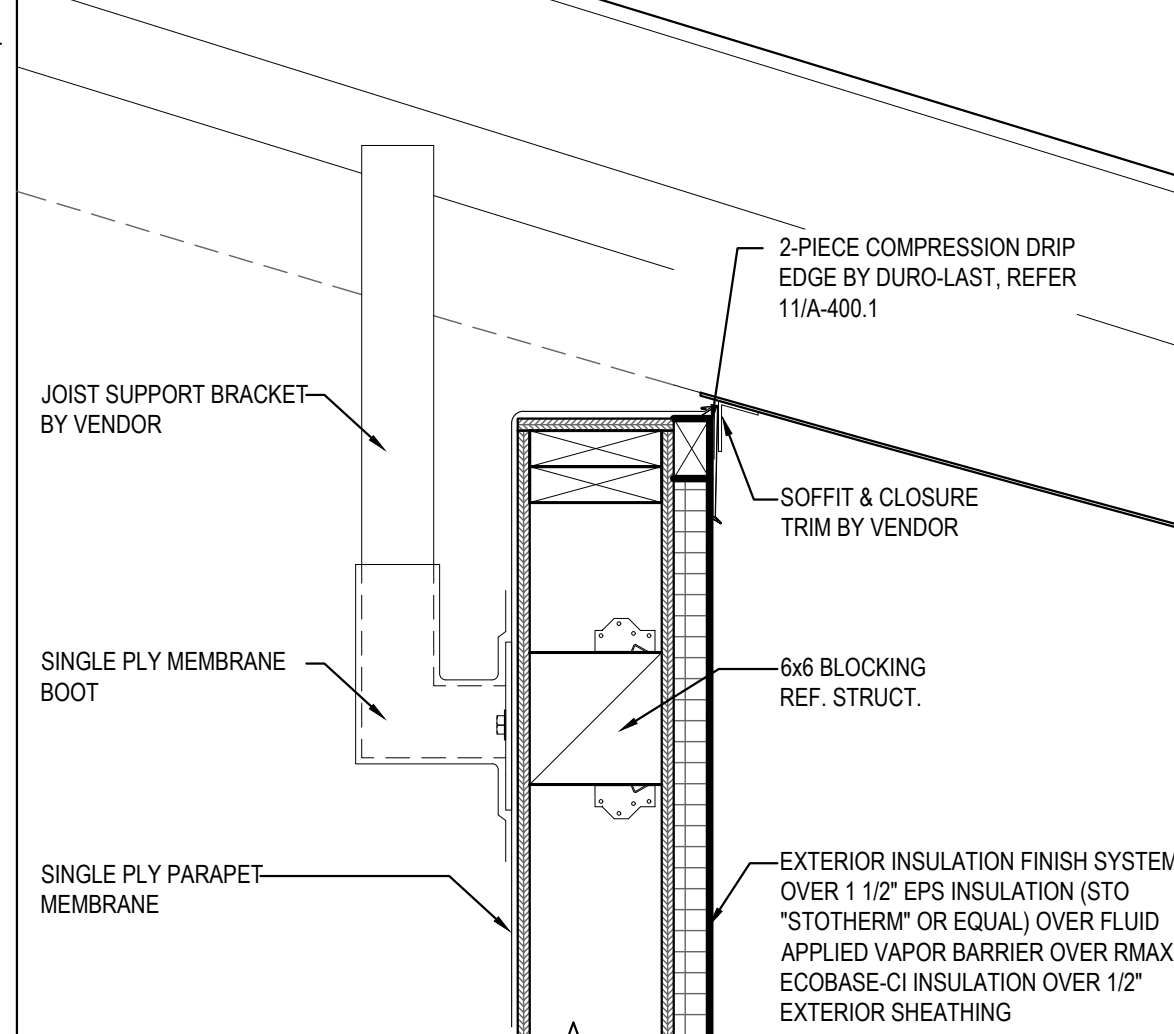 2-PIECE COMPRESSION DRIP
EDGE BY DURO-LAST, REFER
11/A-400.1
JOIST SUPPORT BRACKET
BY VENDOR
SOFFIT & CLOSURE
TRIM BY VENDOR
SINGLE PLY MEMBRANE
BOOT
6x6 BLOCKING
REF. STRUCT.
SINGLE PLY PARAPET
MEMBRANE
EXTERIOR INSULATION FINISH SYSTEM
OVER 1 1/2" EPS INSULATION (STO
"STOTHERM" OR EQUAL) OVER FLUID
APPLIED VAPOR BARRIER OVER RMAX
ECOBASE-CI INSULATION OVER 1/2"
EXTERIOR SHEATHING